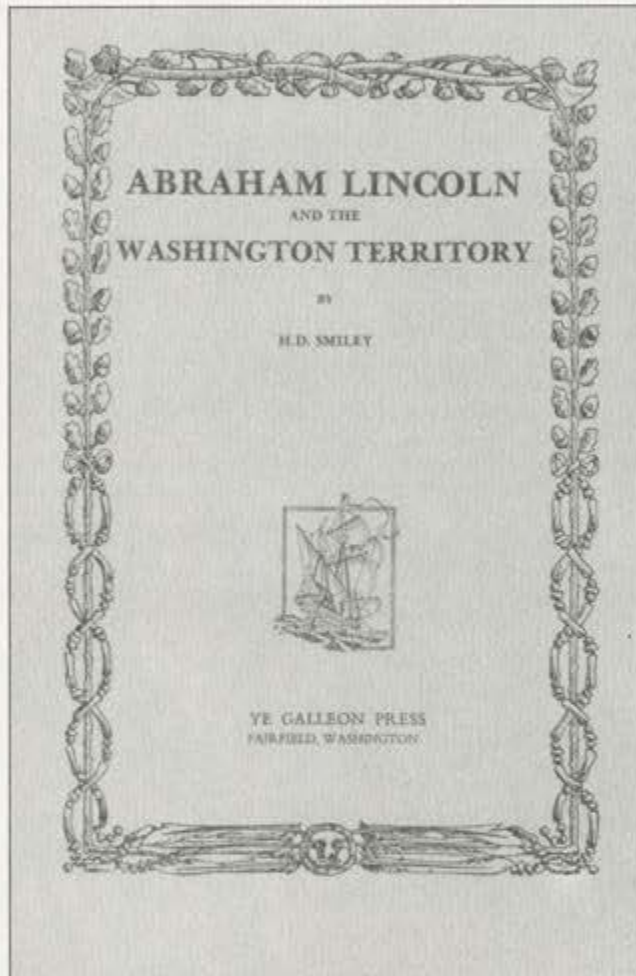 ABRAHAM LINCOLN
AND THE
WASHINGTON TERRITORY
BY
H.D. SMILEY
YE GALLEON PRESS
FAIRFIELD, WASHINGTON